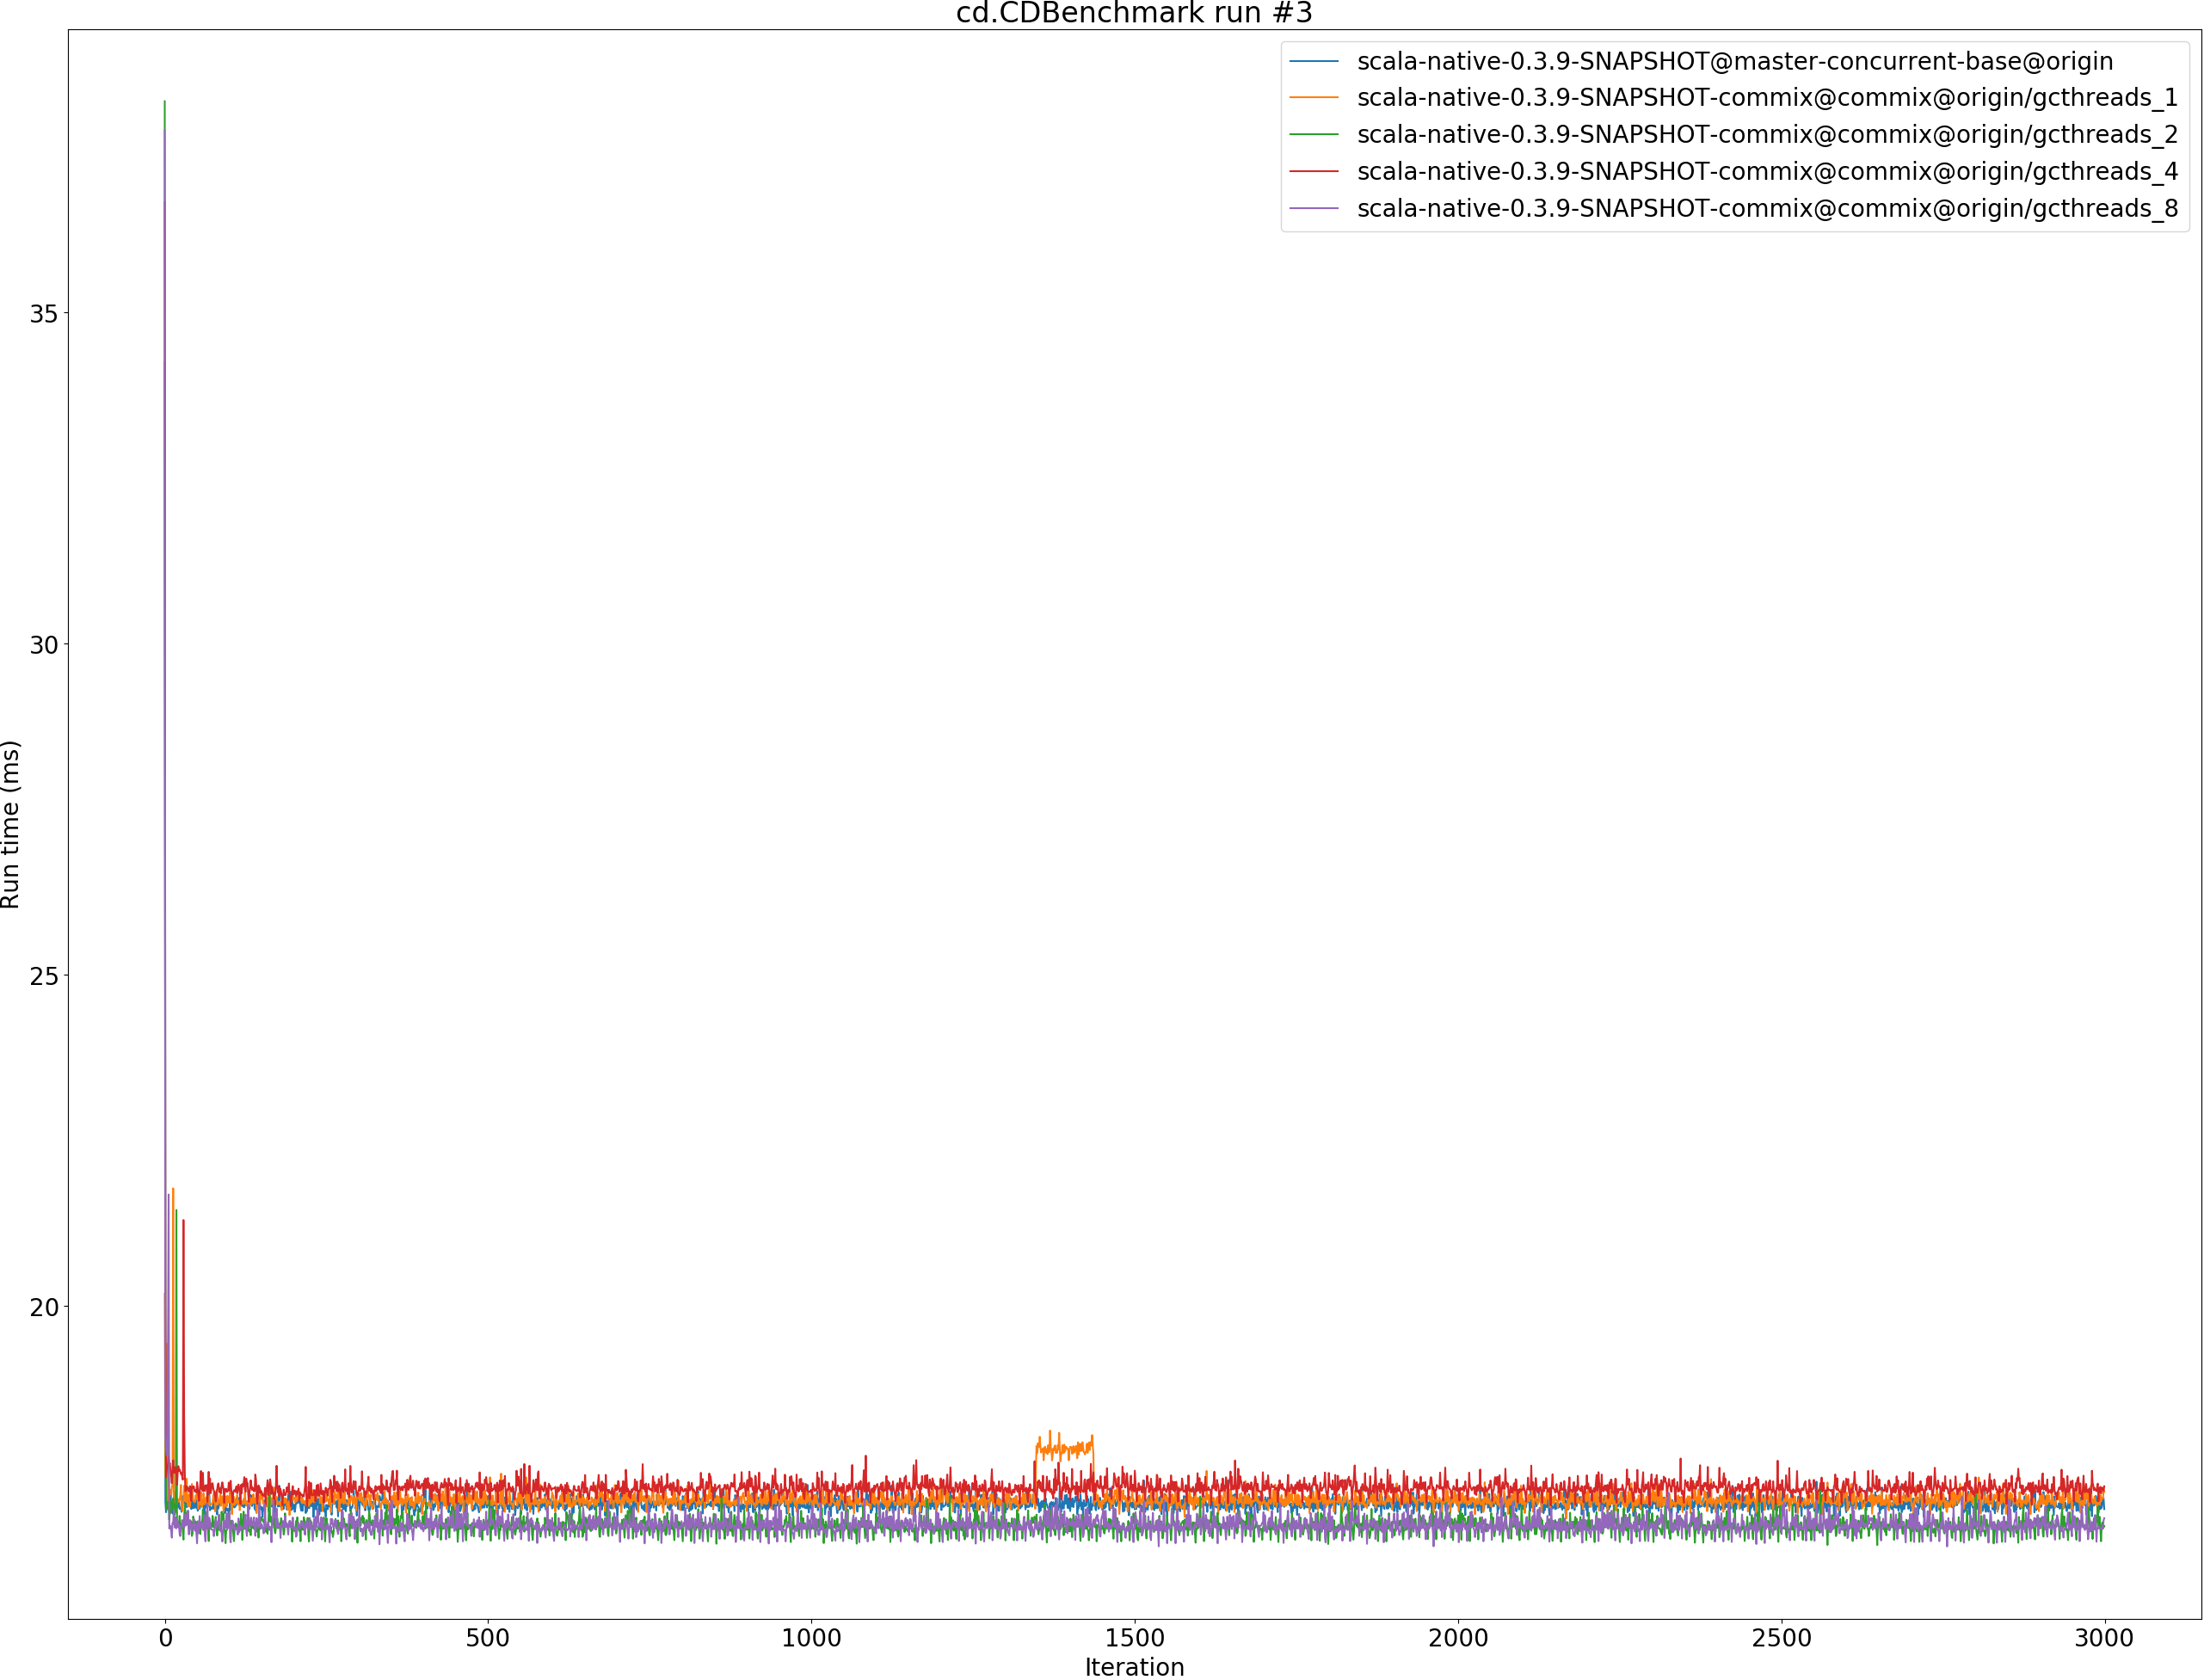 cd.CDBenchmark run #3
scala-native-0.3.9-SNAPSHOT@master-concurrent-base@origin
scala-native-0.3.9-SNAPSHOT-commix@commix@origin/gcthreads_1
scala-native-0.3.9-SNAPSHOT-commix@commix@origin/gcthreads_2
scala-native-0.3.9-SNAPSHOT-commix@commix@origin/gcthreads_4
scala-native-0.3.9-SNAPSHOT-commix@commix@origin/gcthreads_8
35
30
25
20
Run time (ms)
0
500
1000
1500
2000
2500
3000
Iteration